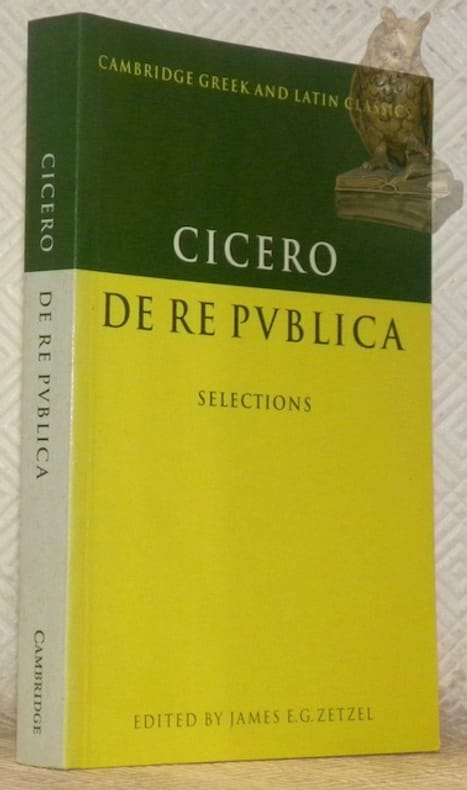 CAMBRIDGE GREEK AND LATIN CLASSICS
CICERO
DE RE PVBLICA
SELECTIONS
EDITED BY JAMES E.G. ZETZEL
CICERO DE RE PVBLICA CAMBRIDGE